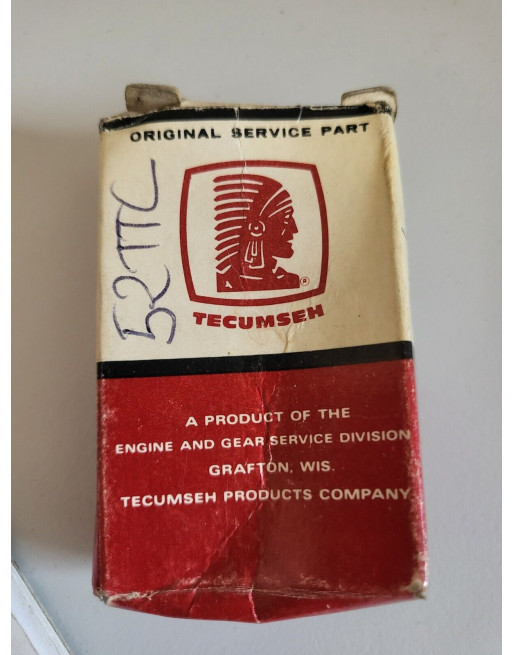 ORIGINAL SERVICE PART
52TTC
®
TECUMSEH
A PRODUCT OF THE
ENGINE AND GEAR SERVICE DIVISION
GRAFTON, WIS.
TECUMSEH PRODUCTS COMPANY